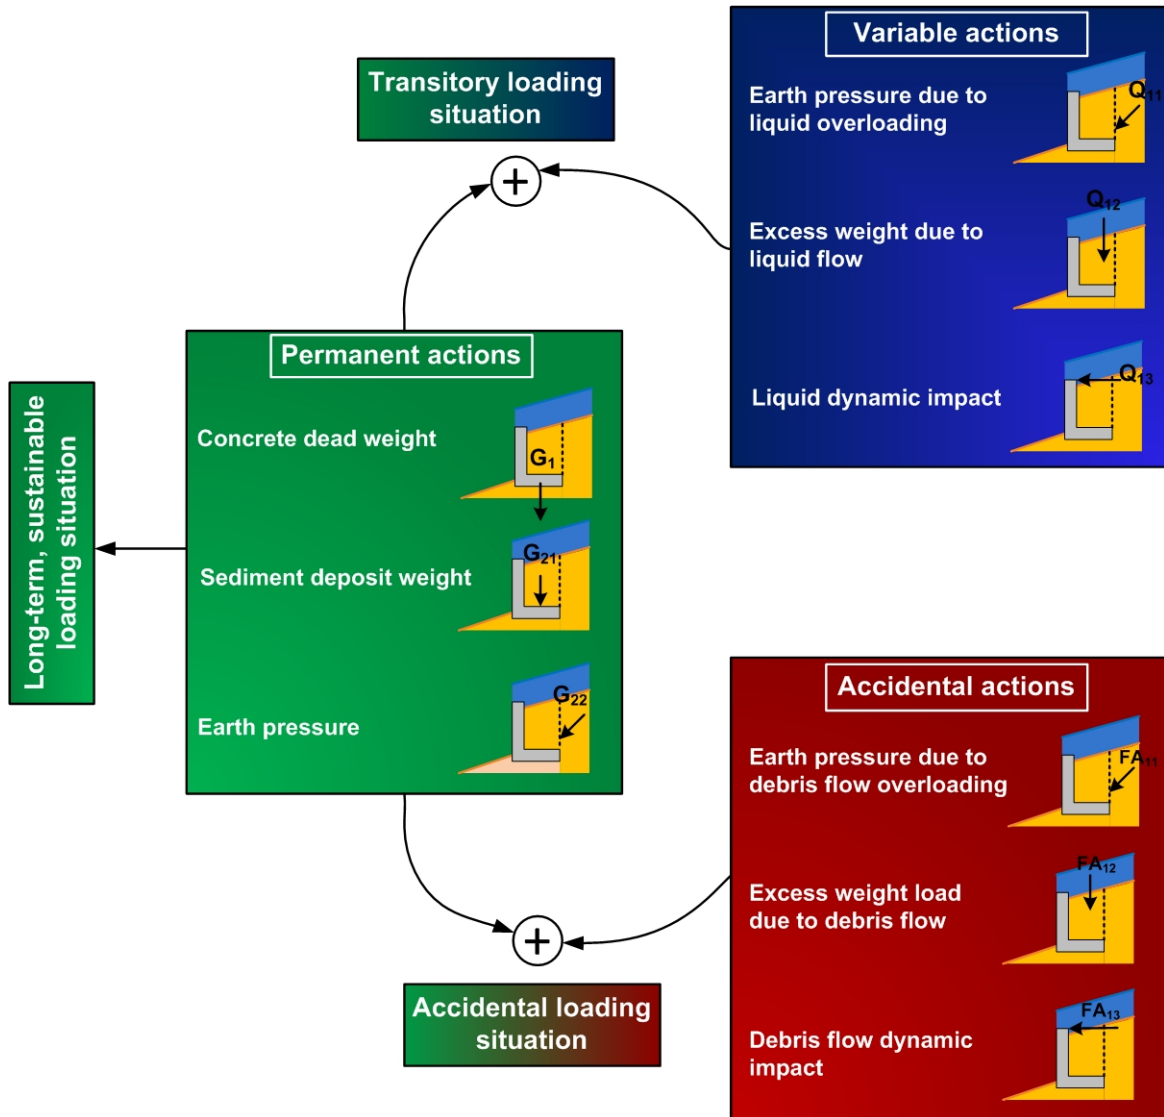 Variable actions
Transitory loading
situation
Earth pressure due to
liquid overloading
Q11
+
Excess weight due to
liquid flow
Q12
Liquid dynamic impact
Q13
Permanent actions
Concrete dead weight
G1
Sediment deposit weight
G21
Earth pressure
G22
Long-term, sustainable
loading situation
Accidental actions
Earth pressure due to
debris flow overloading
FA11
Excess weight load
due to debris flow
FA12
+
Accidental loading
situation
Debris flow dynamic
impact
FA13